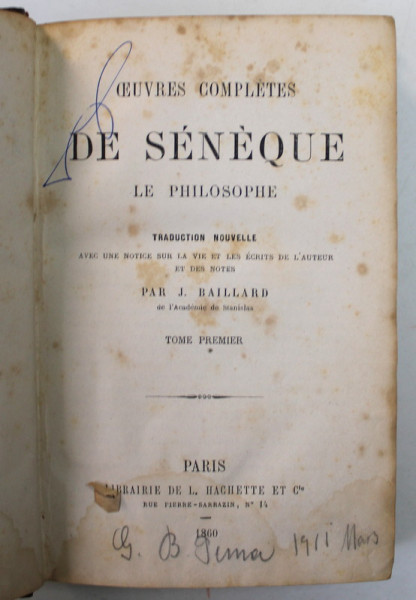 ŒUVRES COMPLÈTES
DE SÉNÈQUE
LE PHILOSOPHE
TRADUCTION NOUVELLE
AVEC UNE NOTICE SUR LA VIE ET LES ÉCRITS DE L'AUTEUR
ET DES NOTES
PAR J. BAILLARD
de l'Académie de Stanislas
TOME PREMIER
PARIS
LIBRAIRIE DE L. HACHETTE ET Cie
RUE PIERRE-SARRAZIN, N° 14
1860
G. B. 1911 Mars